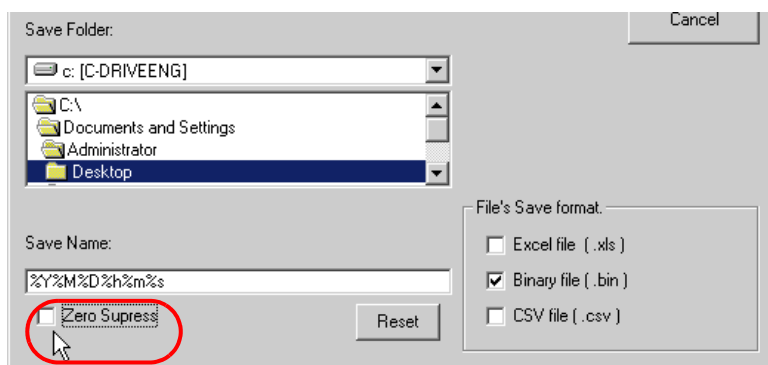 Save Folder:
Cancel
c: [C-DRIVEENG]
C:\
Documents and Settings
Administrator
Desktop
File's Save format.
Save Name:
Excel file ( .xls )
%Y%M%D%h%m%s
Binary file ( .bin )
Zero Supress
Reset
CSV file ( .csv )